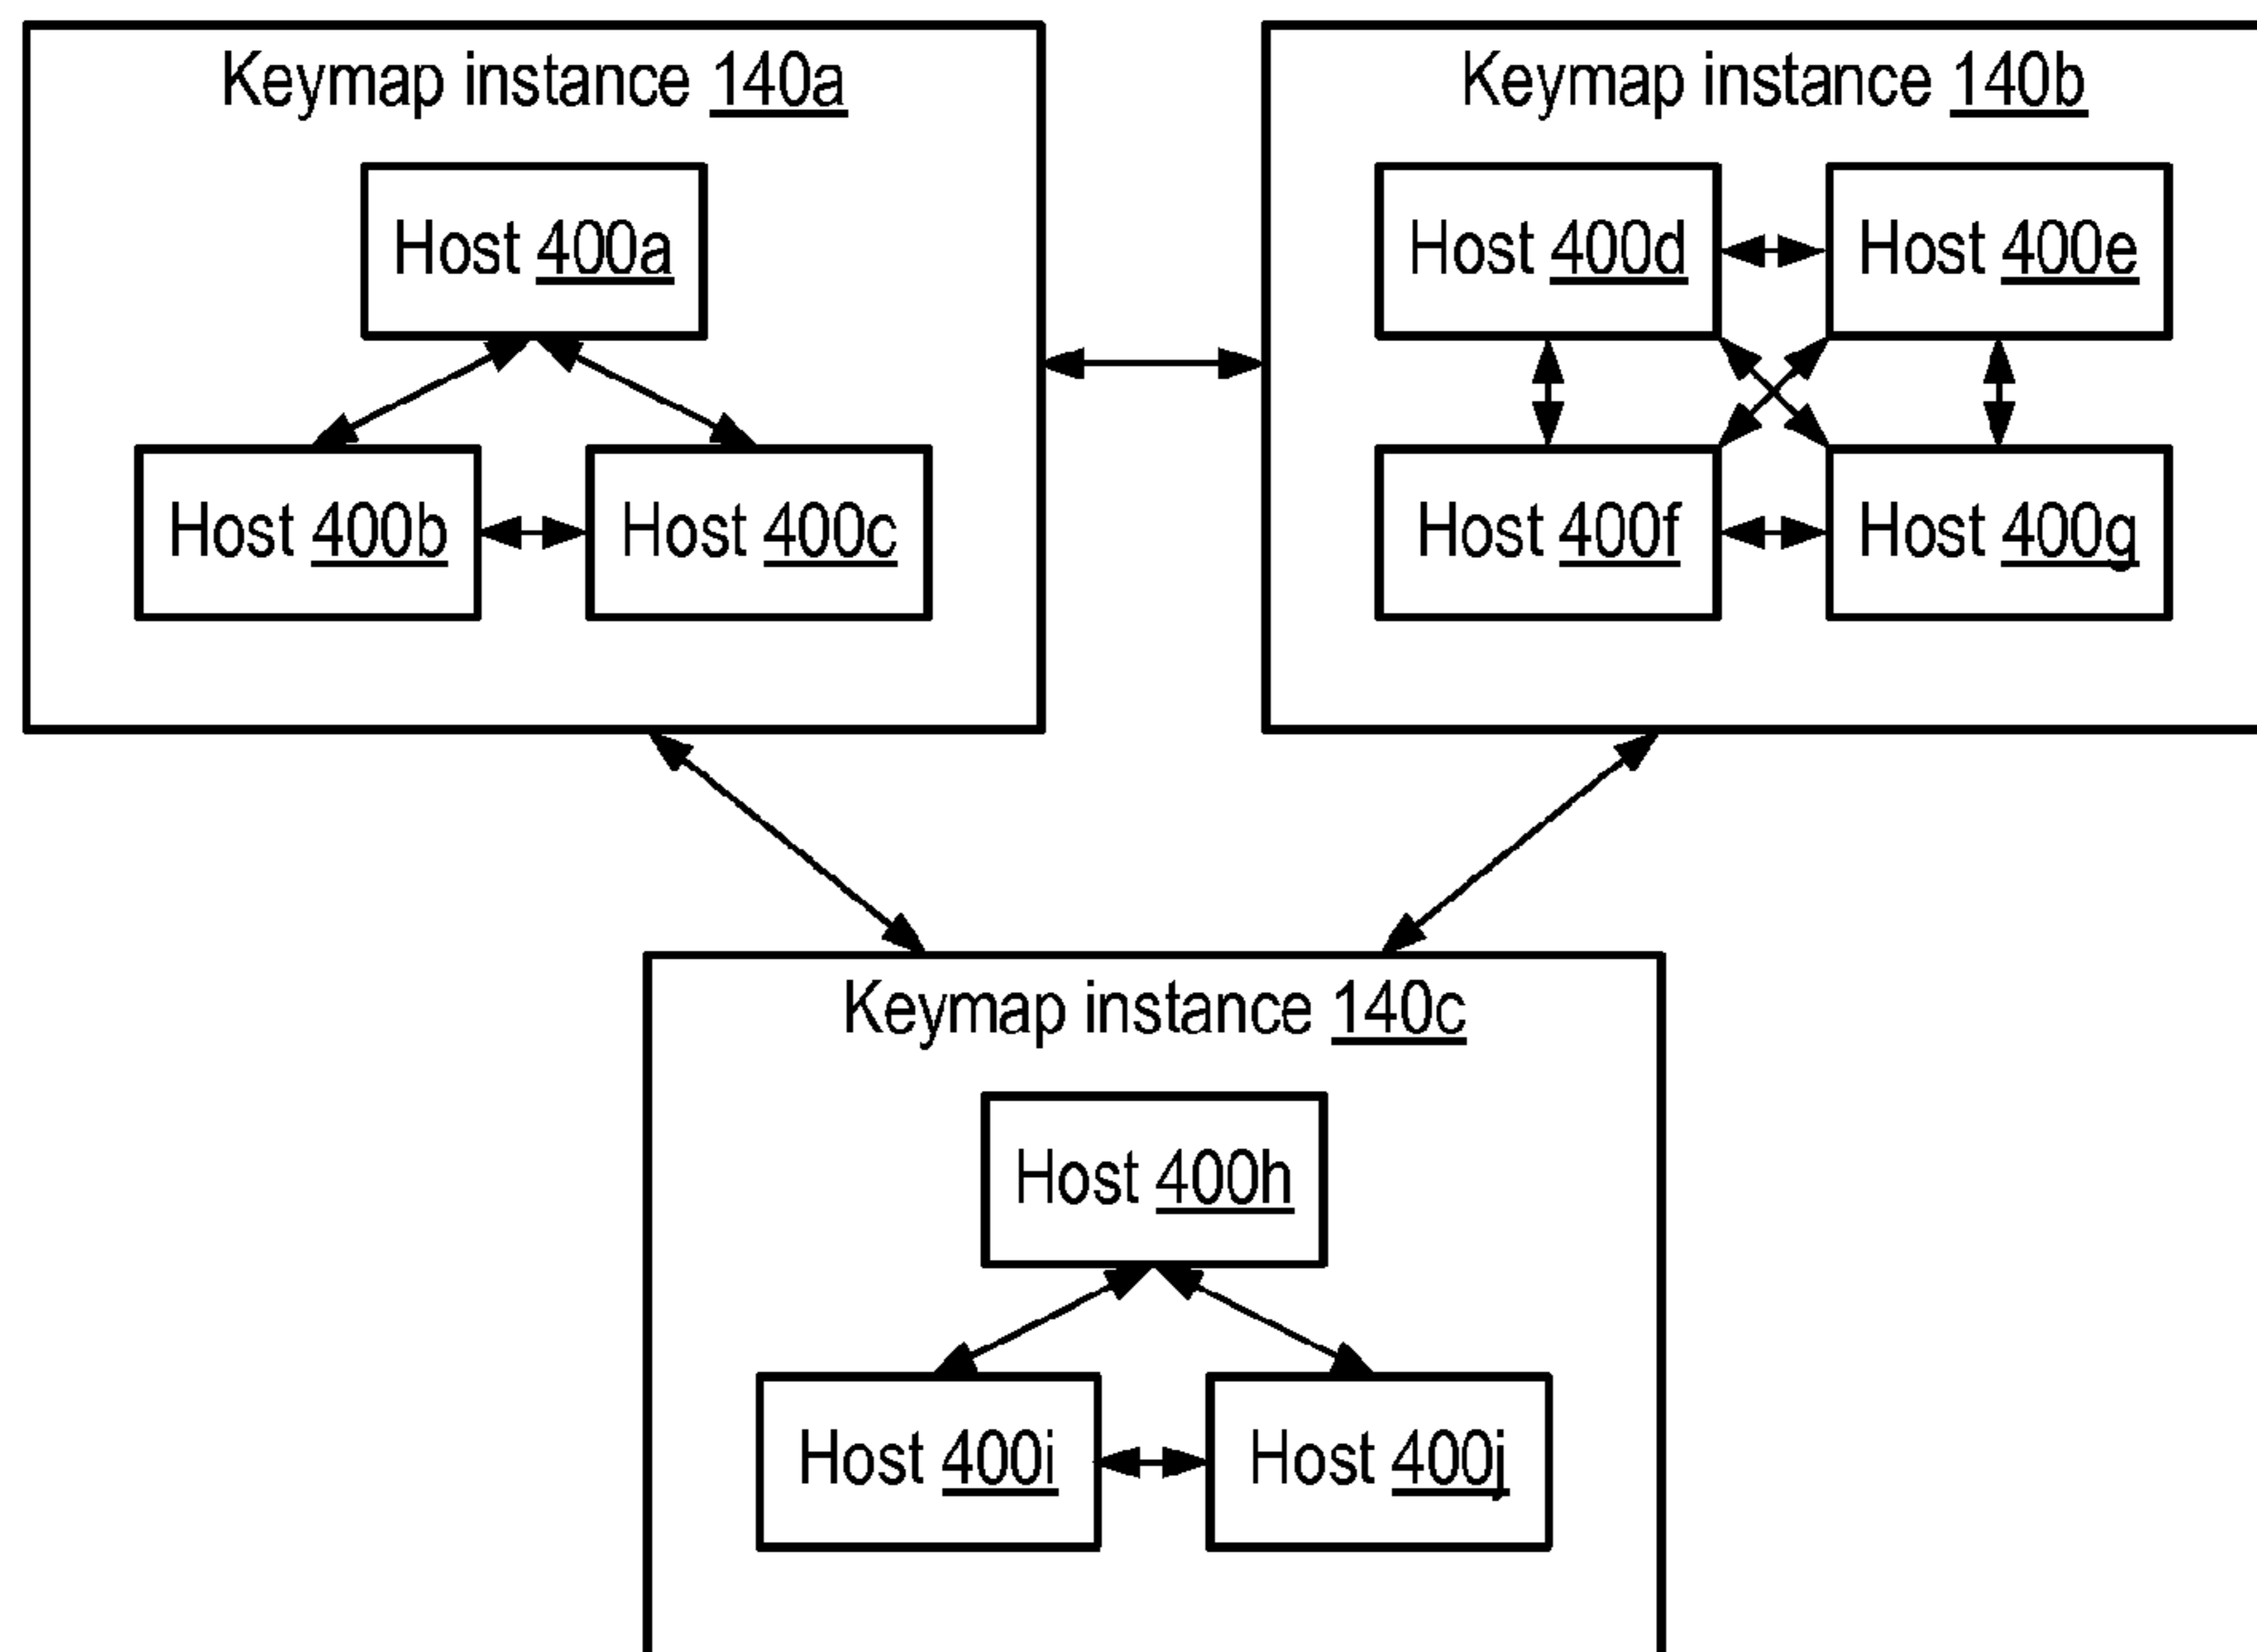 Keymap instance 140a
Host 400a
Host 400b
Host 400c
Keymap instance 140b
Host 400d
Host 400e
Host 400f
Host 400g
Keymap instance 140c
Host 400h
Host 400i
Host 400j